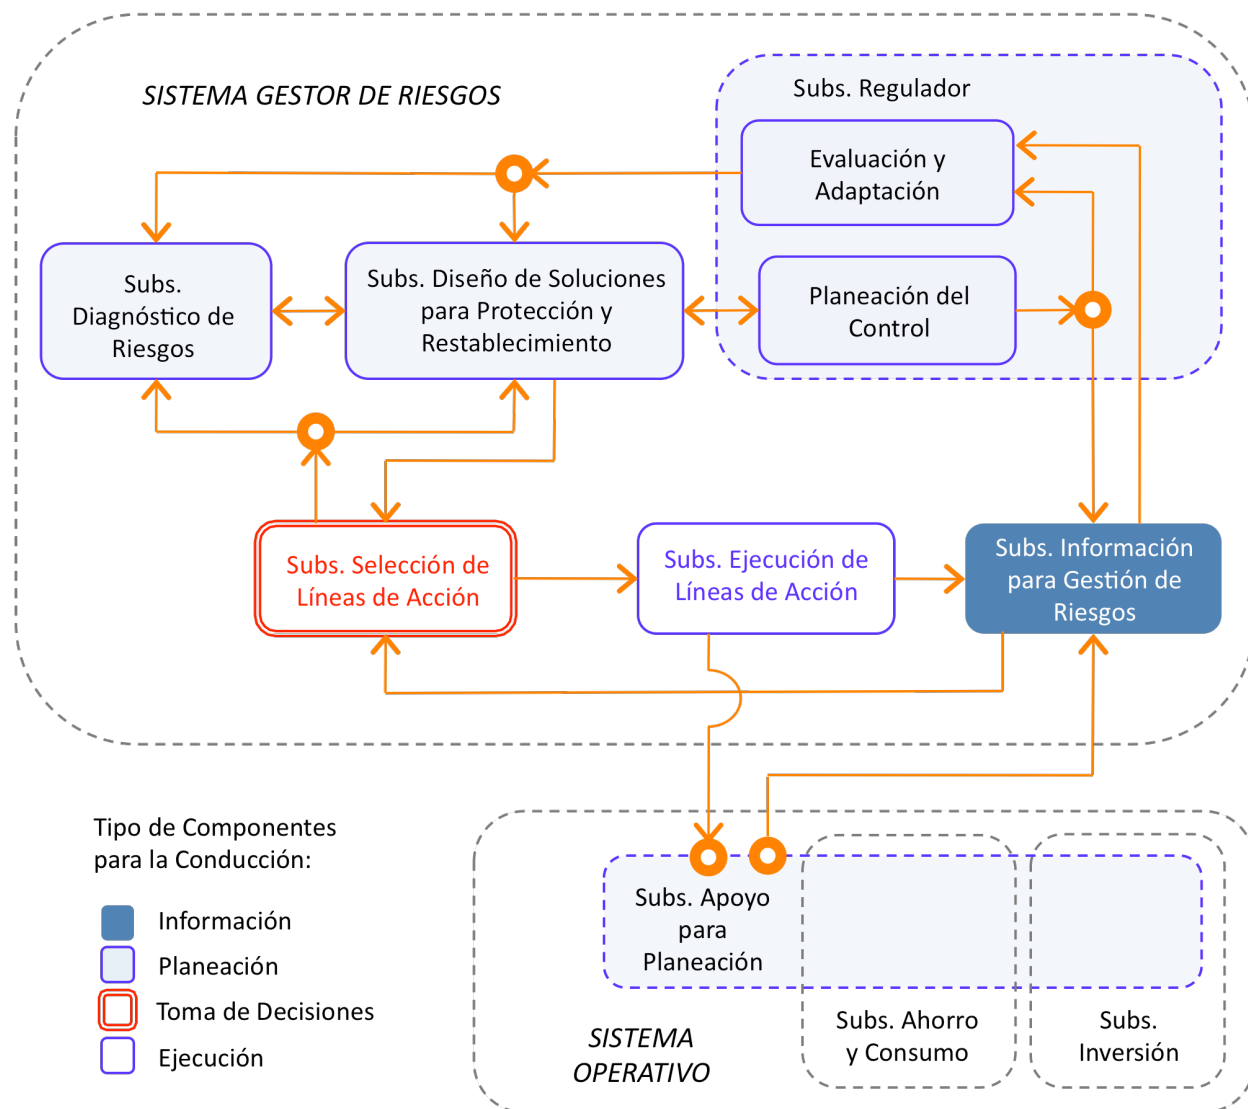 SISTEMA GESTOR DE RIESGOS
Subs. Regulador
Evaluación y
Adaptación
Subs.
Diagnóstico de
Riesgos
Subs. Diseño de Soluciones
para Protección y
Restablecimiento
Planeación del
Control
Subs. Selección de
Líneas de Acción
Subs. Ejecución de
Líneas de Acción
Subs. Información
para Gestión de
Riesgos
Tipo de Componentes
para la Conducción:
Información
Planeación
Toma de Decisiones
Ejecución
Subs. Apoyo
para
Planeación
SISTEMA
OPERATIVO
Subs. Ahorro
y Consumo
Subs.
Inversión